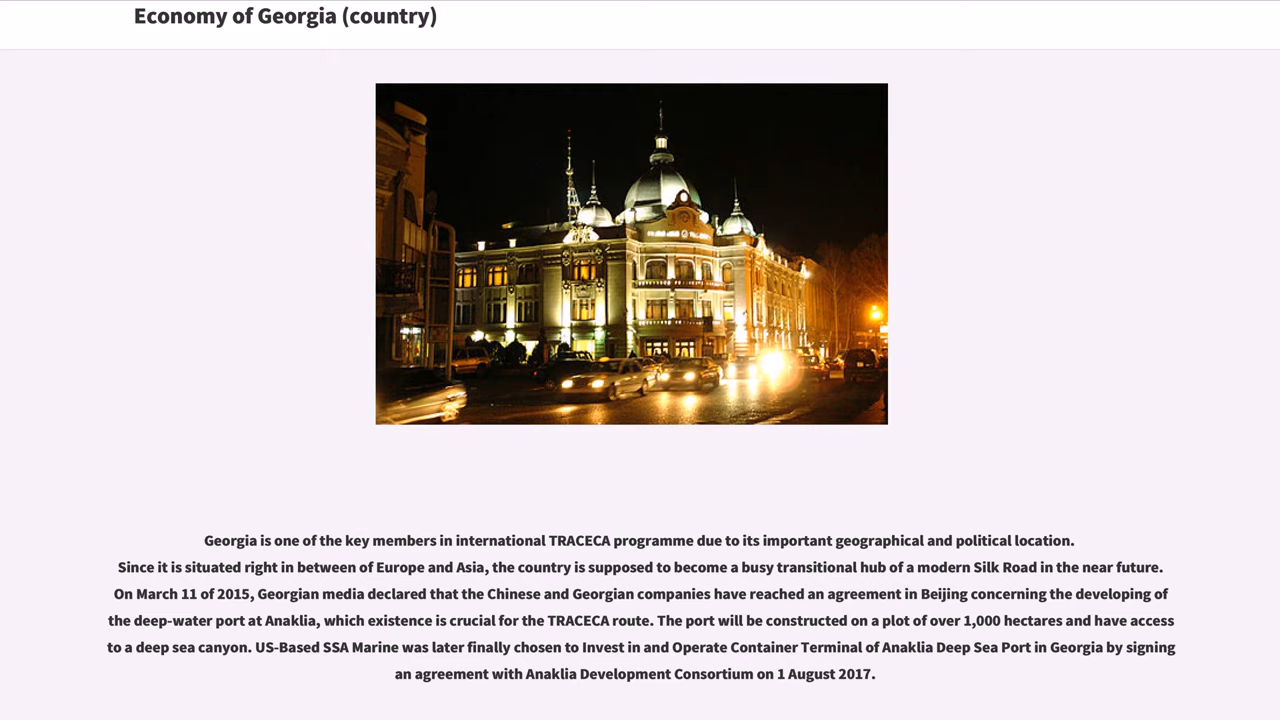 Economy of Georgia (country)
Georgia is one of the key members in international TRACECA programme due to its important geographical and political location.
Since it is situated right in between of Europe and Asia, the country is supposed to become a busy transitional hub of a modern Silk Road in the near future.
On March 11 of 2015, Georgian media declared that the Chinese and Georgian companies have reached an agreement in Beijing concerning the developing of
the deep-water port at Anaklia, which existence is crucial for the TRACECA route. The port will be constructed on a plot of over 1,000 hectares and have access
to a deep sea canyon. US-Based SSA Marine was later finally chosen to Invest in and Operate Container Terminal of Anaklia Deep Sea Port in Georgia by signing
an agreement with Anaklia Development Consortium on 1 August 2017.